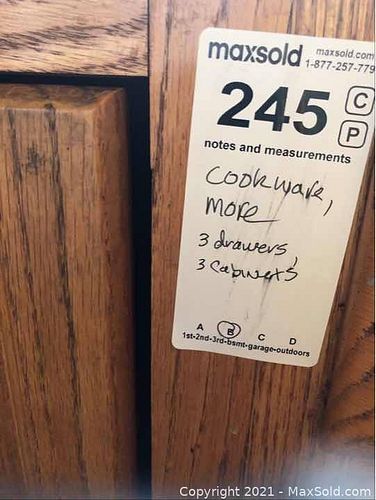 maxsold maxsold.com
1-877-257-779
245 C
P
notes and measurements
cookware,
more
3 drawers,
3 cabinets
A B C D
1st-2nd-3rd-bsmt-garage-outdoors
Copyright 2021 - MaxSold.com